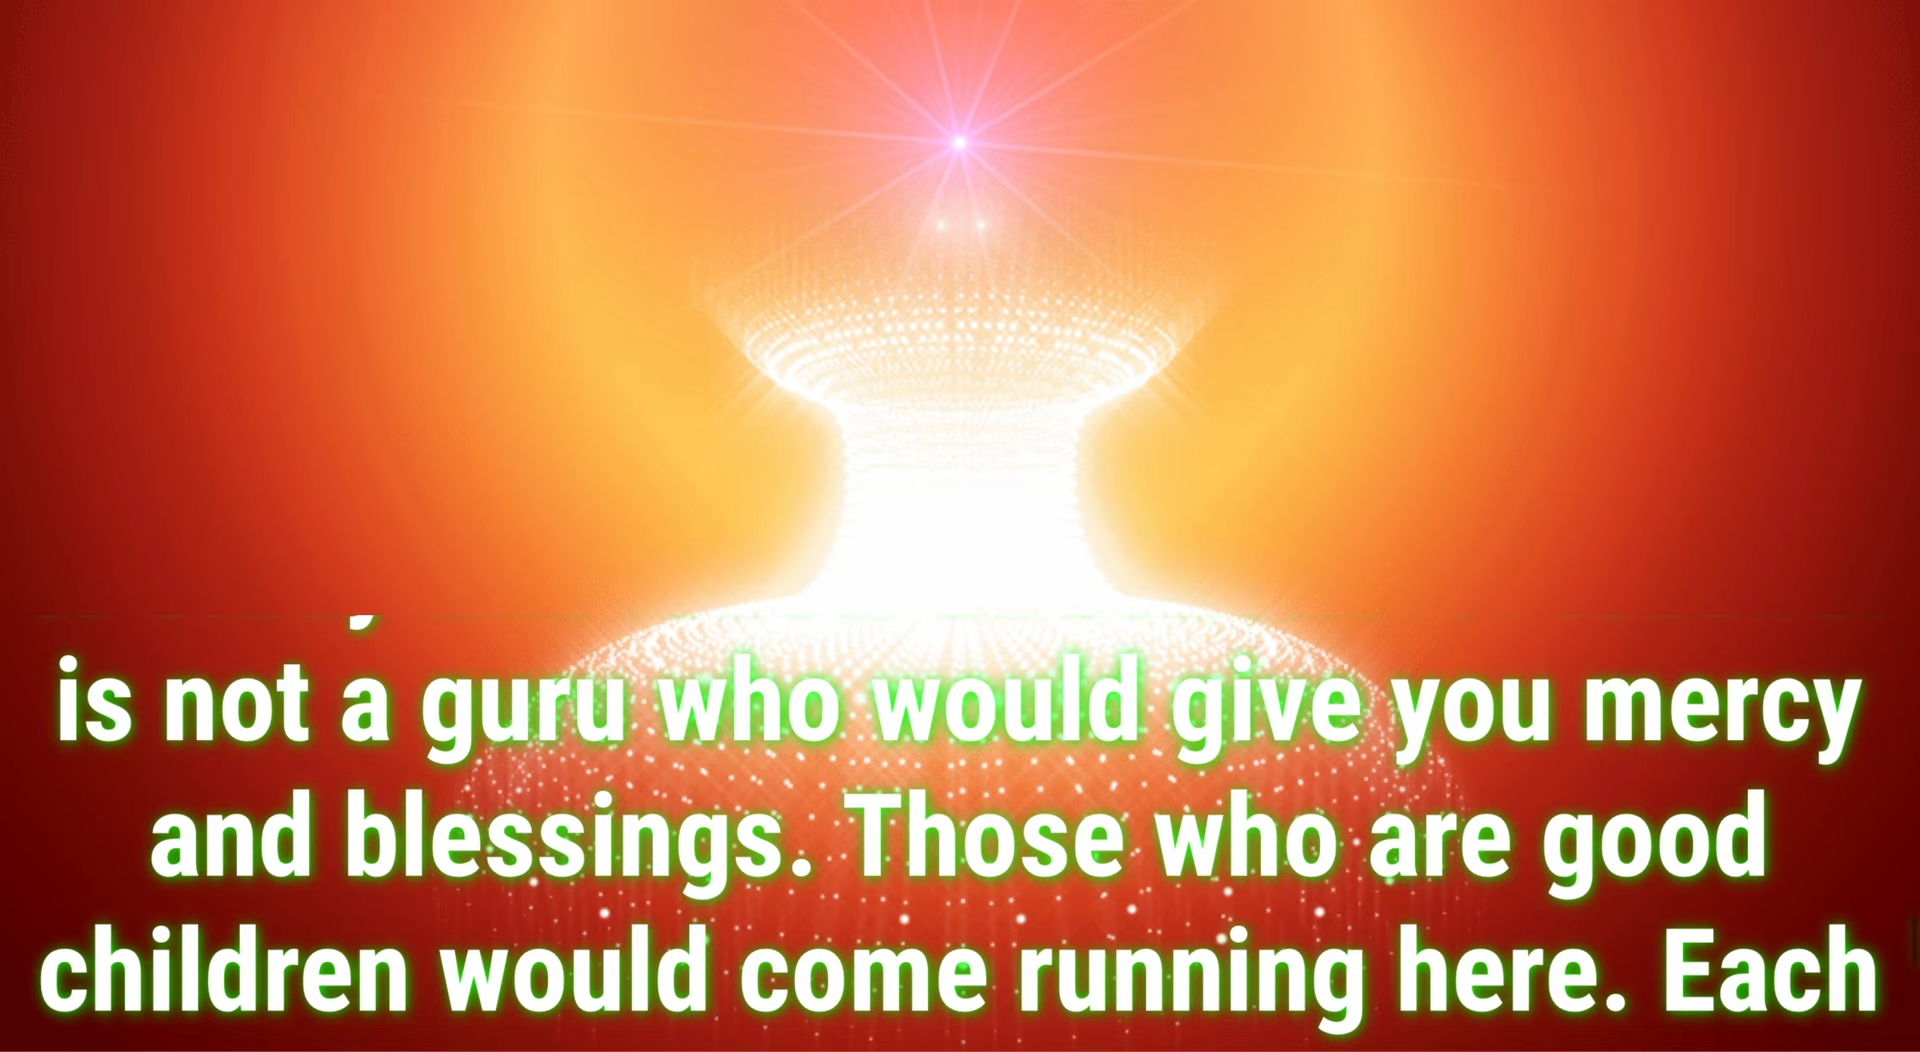 is not a guru who would give you mercy
and blessings. Those who are good
children would come running here. Each